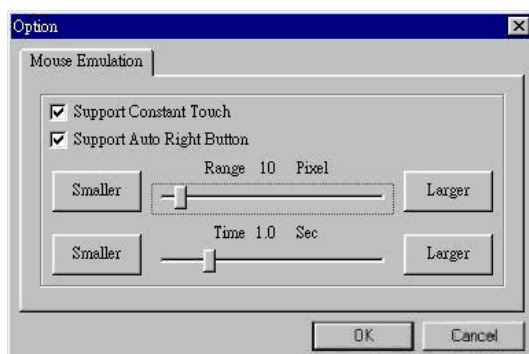 Option
Mouse Emulation
Support Constant Touch
Support Auto Right Button
Range 10 Pixel
Smaller
Larger
Time 1.0 Sec
Smaller
Larger
OK
Cancel